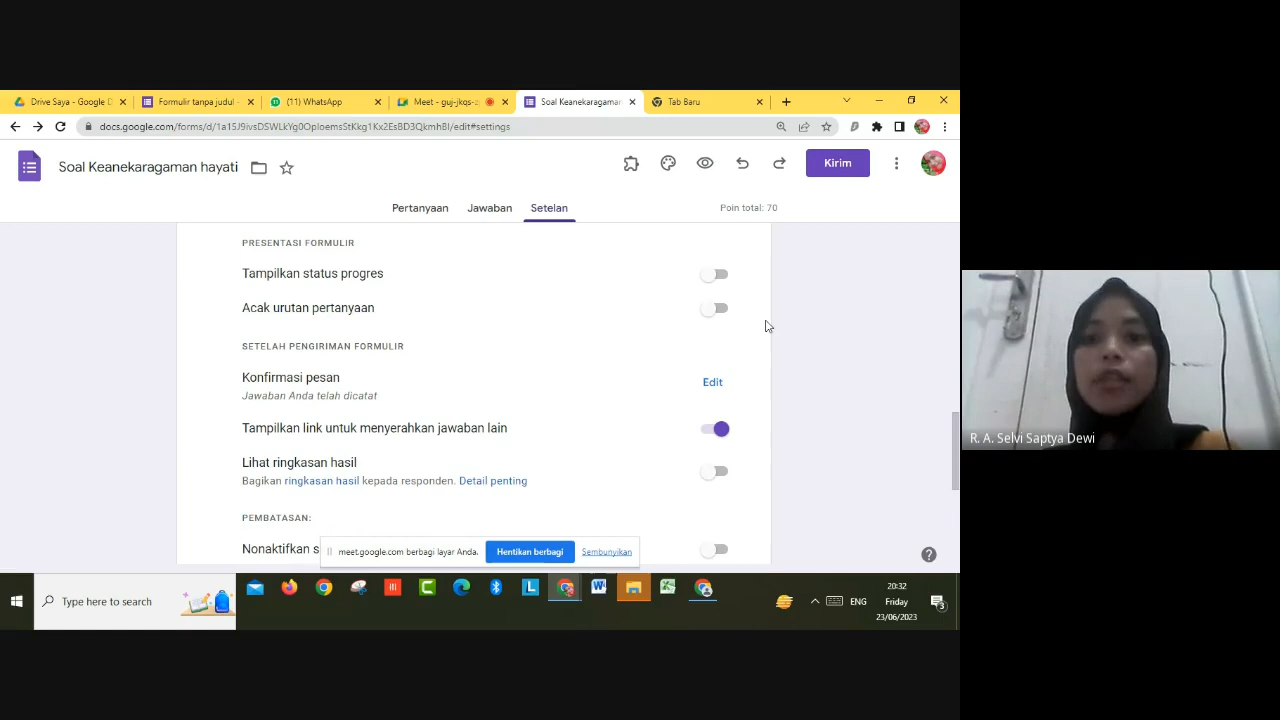 Drive Saya - Google D
Formulir tanpa judul -
(11) WhatsApp
Meet - guj-jkqs-z
Soal Keanekaragaman
Tab Baru
docs.google.com/forms/d/1a15J9ivsDSWLkYg0OploemsStKkg1Kx2EsBD3QkmhBI/edit#settings
Soal Keanekaragaman hayati
Kirim
Pertanyaan
Jawaban
Setelan
Poin total: 70
PRESENTASI FORMULIR
Tampilkan status progres
Acak urutan pertanyaan
SETELAH PENGIRIMAN FORMULIR
Konfirmasi pesan
Edit
Jawaban Anda telah dicatat
Tampilkan link untuk menyerahkan jawaban lain
Lihat ringkasan hasil
Bagikan ringkasan hasil kepada responden. Detail penting
PEMBATASAN:
Nonaktifkan s
meet.google.com berbagi layar Anda.
Hentikan berbagi
Sembunyikan
R. A. Selvi Saptya Dewi
Type here to search
ENG
20:32
Friday
23/06/2023
3